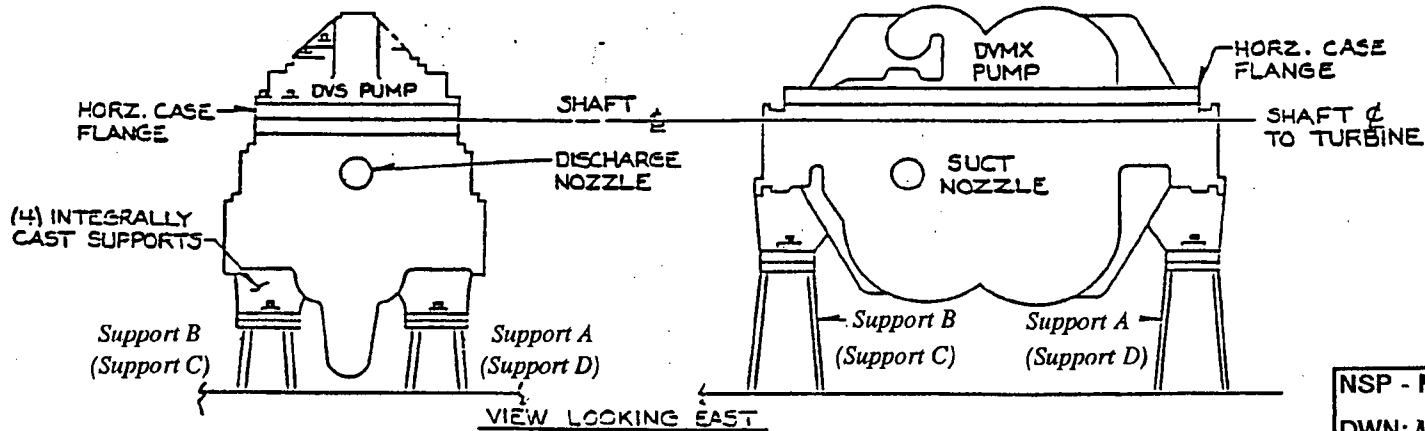 DVS PUMP
HORZ. CASE
FLANGE
SHAFT
DISCHARGE
NOZZLE
(4) INTEGRALLY
CAST SUPPORTS
Support B
(Support C)
Support A
(Support D)
DVMX
PUMP
HORZ. CASE
FLANGE
SHAFT ℄
TO TURBINE
SUCT
NOZZLE
Support B
(Support C)
Support A
(Support D)
VIEW LOOKING EAST
NSP -
DWN: